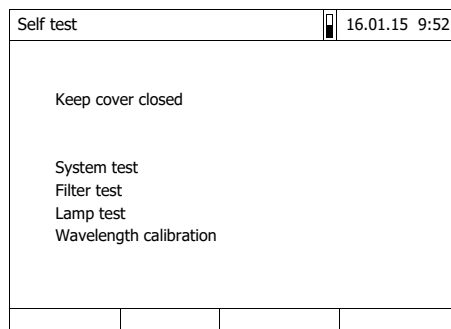 Self test 16.01.15 9:52
Keep cover closed
System test
Filter test
Lamp test
Wavelength calibration